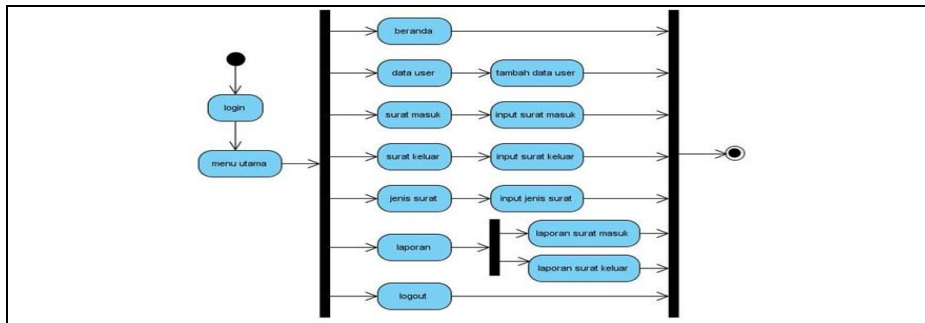 beranda
data user
tambah data user
login
surat masuk
input surat masuk
menu utama
surat keluar
input surat keluar
jenis surat
input jenis surat
laporan
laporan surat masuk
laporan surat keluar
logout